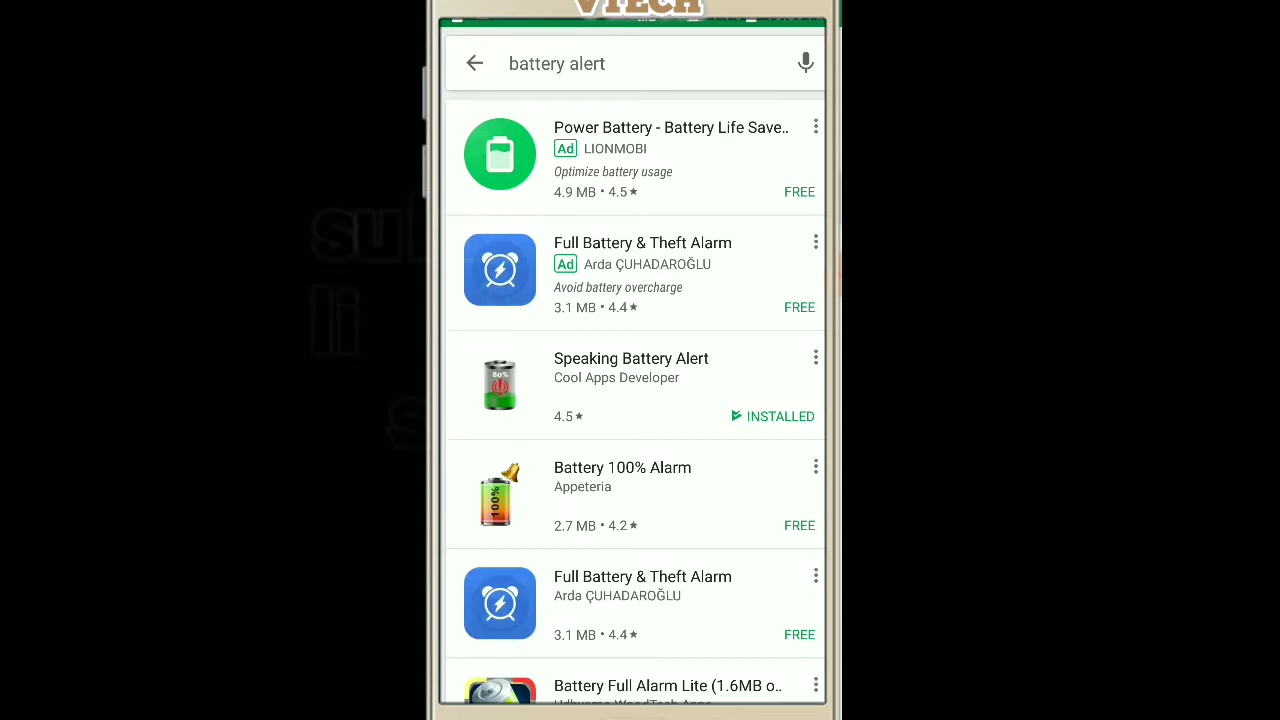 VTECH
battery alert
Power Battery - Battery Life Save..
Ad LIONMOBI
Optimize battery usage
4.9 MB • 4.5★
FREE
Full Battery & Theft Alarm
Ad Arda ÇUHADAROĞLU
Avoid battery overcharge
3.1 MB • 4.4★
FREE
80%
Speaking Battery Alert
Cool Apps Developer
4.5★
INSTALLED
100%
Battery 100% Alarm
Appeteria
2.7 MB • 4.2★
FREE
Full Battery & Theft Alarm
Arda ÇUHADAROĞLU
3.1 MB • 4.4★
FREE
Battery Full Alarm Lite (1.6MB o..